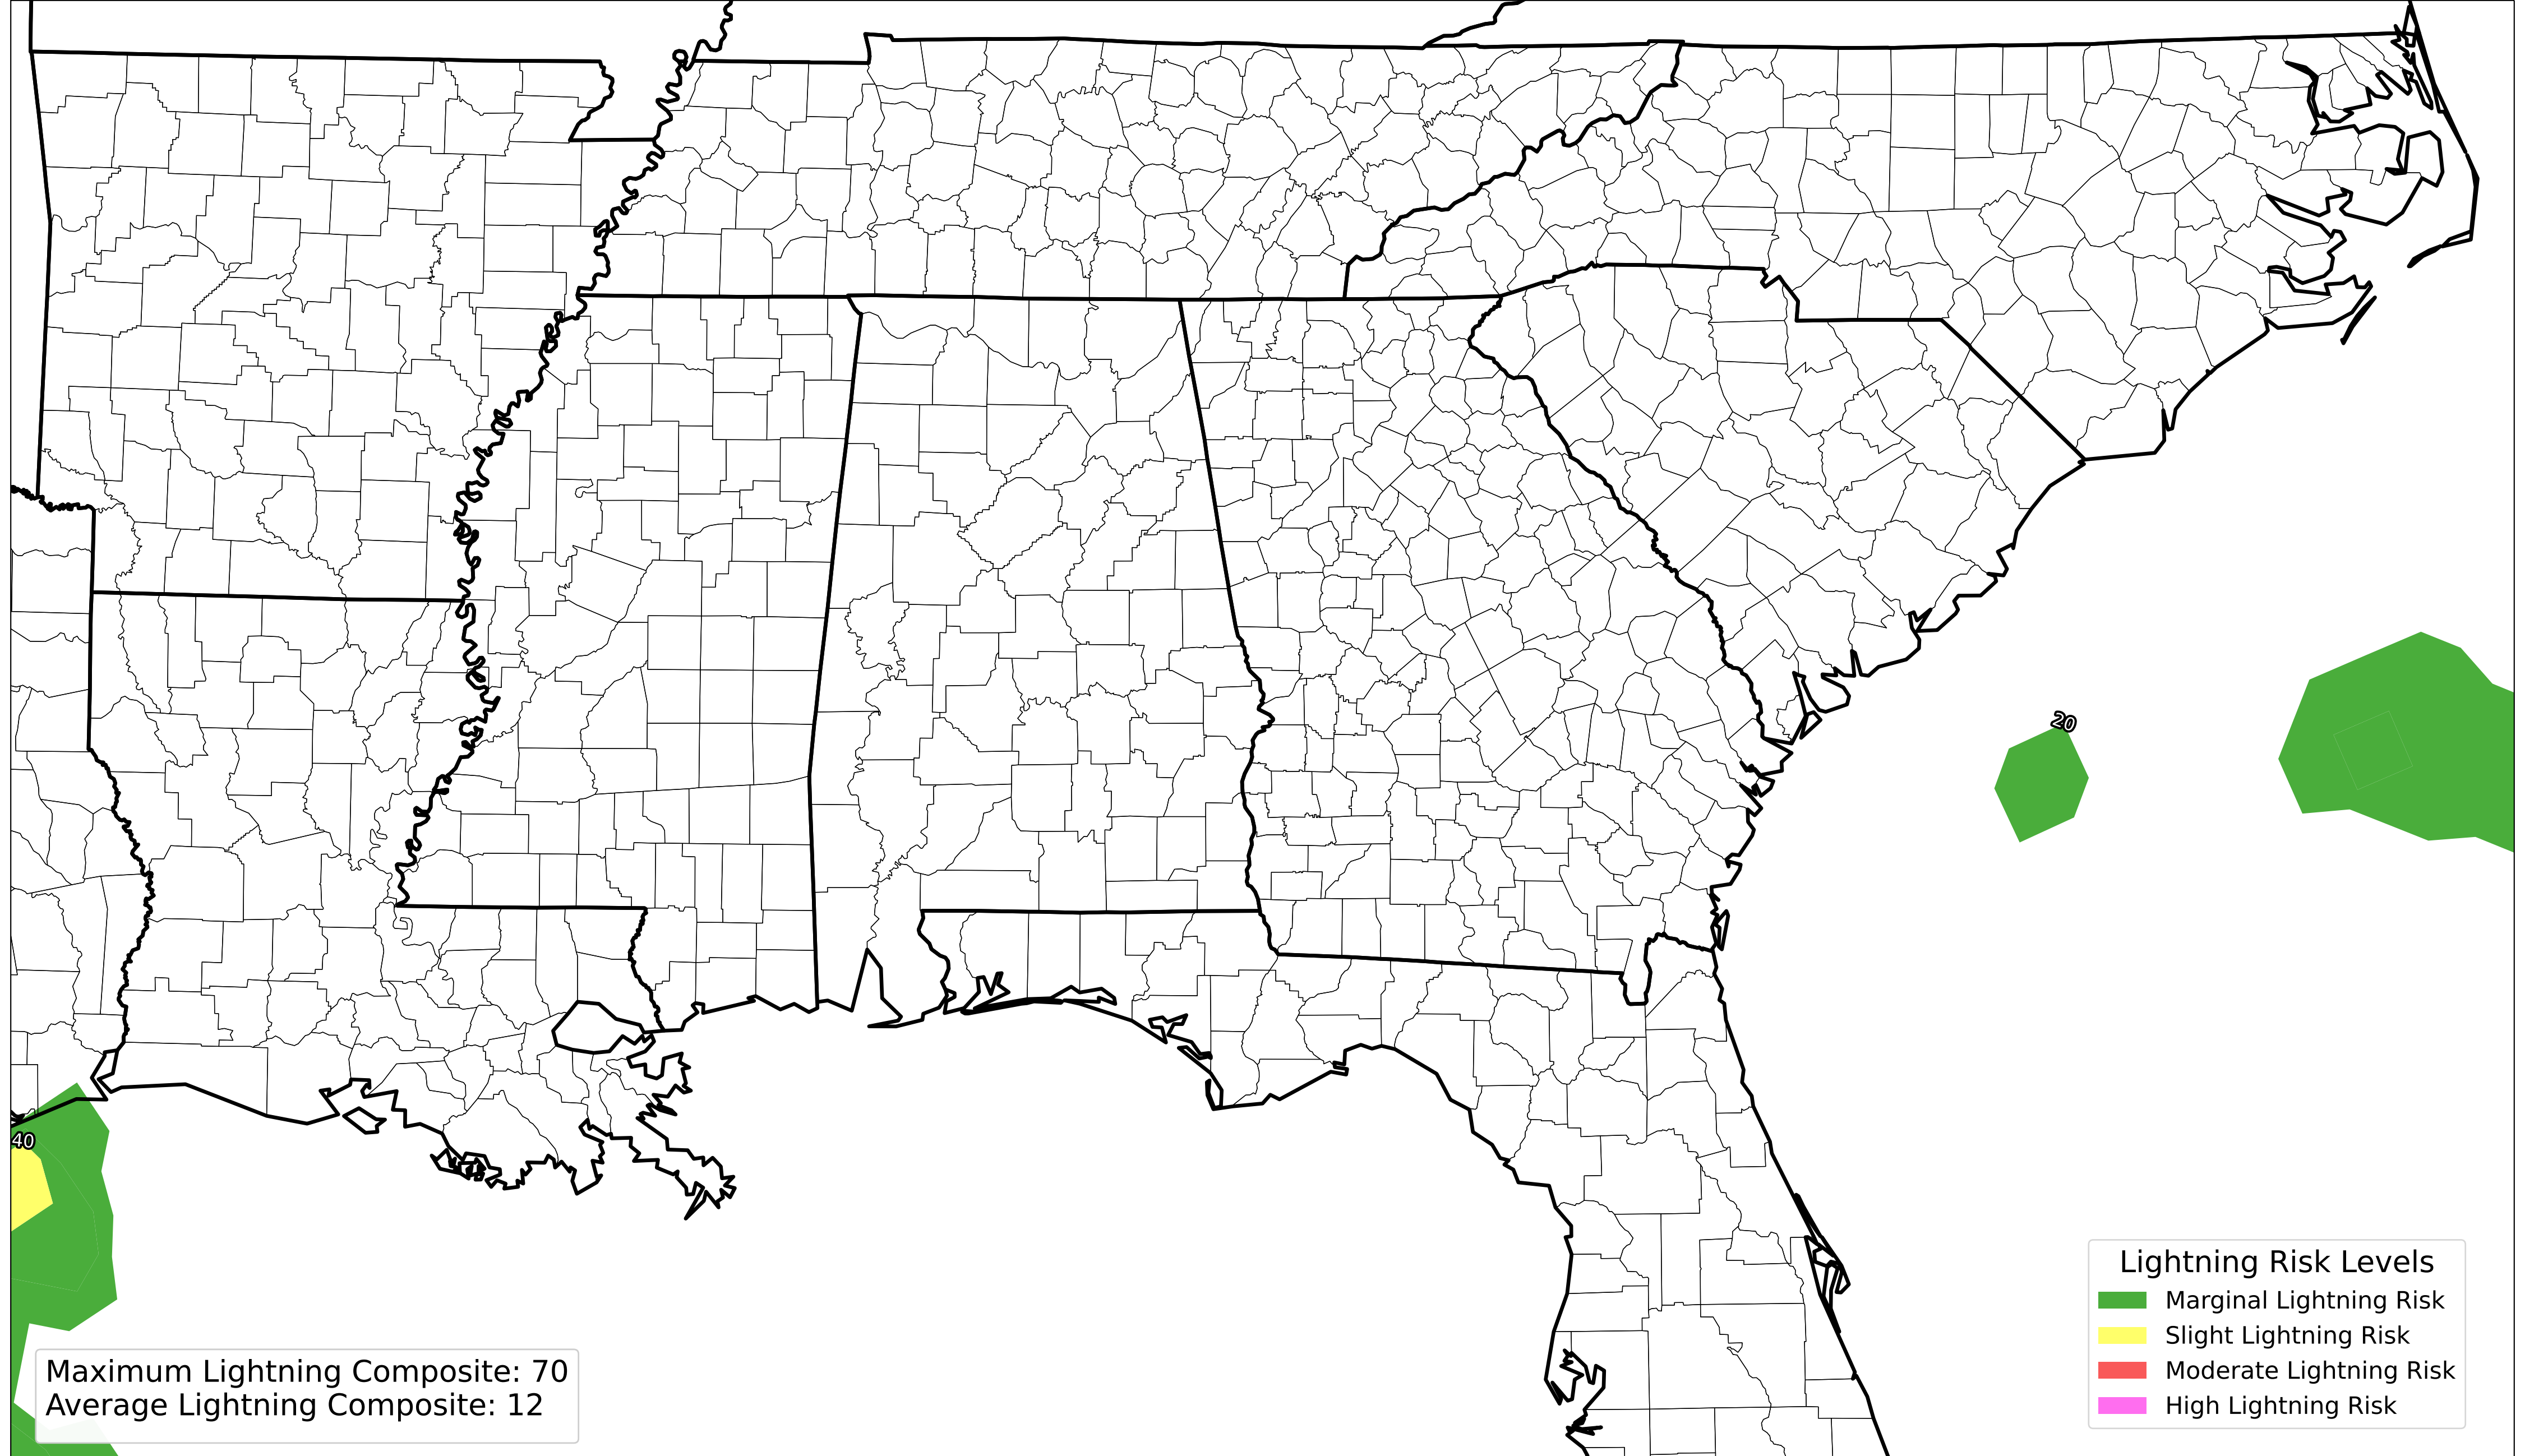 20
40
Maximum Lightning Composite: 70
Average Lightning Composite: 12
Lightning Risk Levels
Marginal Lightning Risk
Slight Lightning Risk
Moderate Lightning Risk
High Lightning Risk